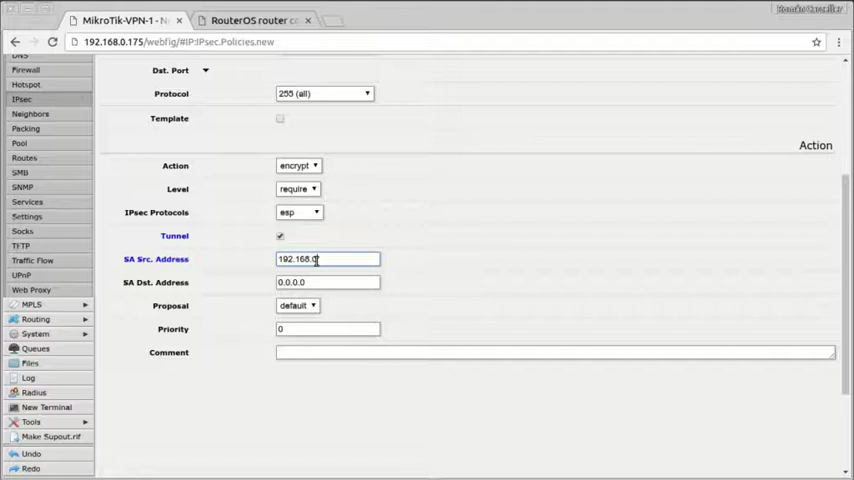 MikroTik-VPN-1 - N ×
RouterOS router co ×
192.168.0.175/webfig/#IP:IPsec.Policies.new
DNS
Firewall
Hotspot
IPsec
Neighbors
Packing
Pool
Routes
SMB
SNMP
Services
Settings
Socks
TFTP
Traffic Flow
UPnP
Web Proxy
MPLS
Routing
System
Queues
Files
Log
Radius
New Terminal
Tools
Make Supout.rif
Undo
Redo
Dst. Port
Protocol 255 (all)
Template
Action
Action encrypt
Level require
IPsec Protocols esp
Tunnel
SA Src. Address 192.168.0
SA Dst. Address 0.0.0.0
Proposal default
Priority 0
Comment